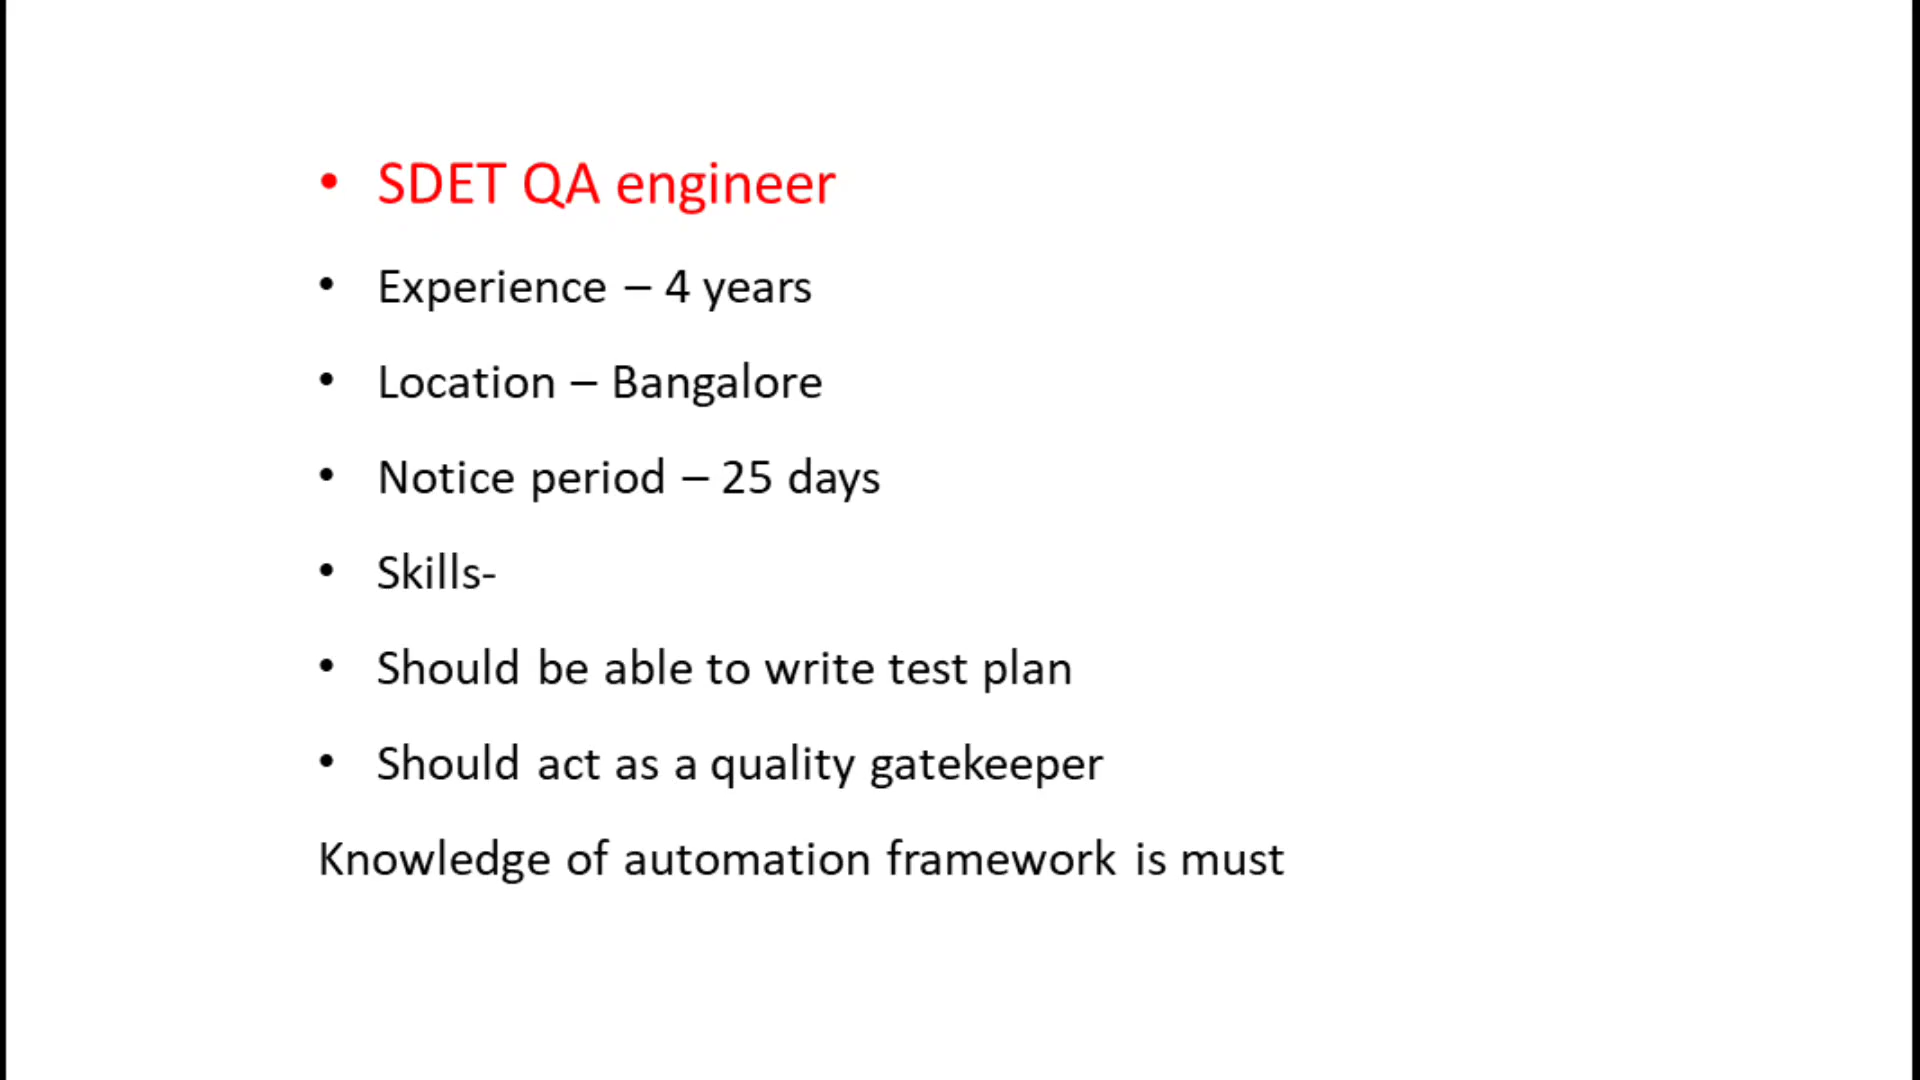 • SDET QA engineer
• Experience – 4 years
• Location – Bangalore
• Notice period – 25 days
• Skills-
• Should be able to write test plan
• Should act as a quality gatekeeper
Knowledge of automation framework is must